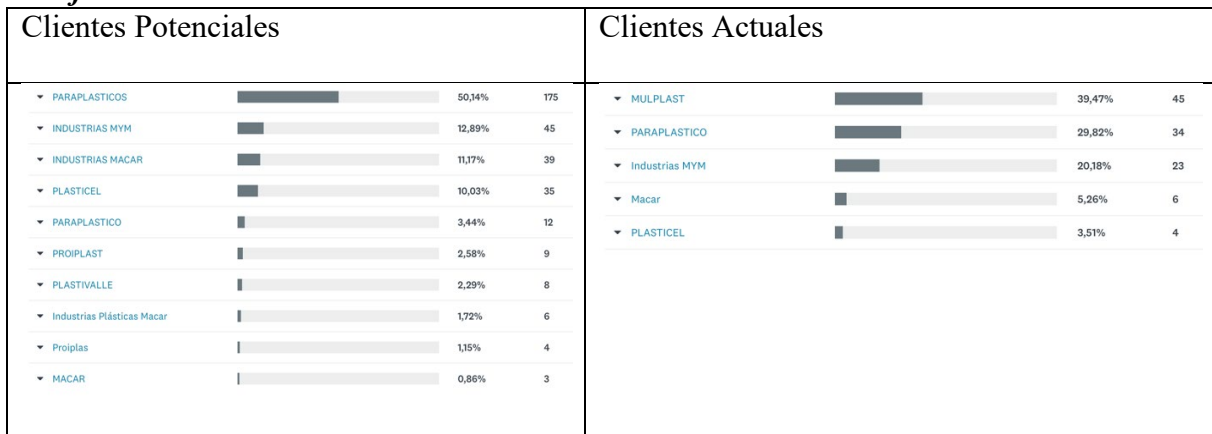 Clientes Potenciales
PARAPLASTICOS 50,14% 175
INDUSTRIAS MYM 12,89% 45
INDUSTRIAS MACAR 11,17% 39
PLASTICEL 10,03% 35
PARAPLASTICO 3,44% 12
PROIPLAST 2,58% 9
PLASTIVALLE 2,29% 8
Industrias Plásticas Macar 1,72% 6
Proiplas 1,15% 4
MACAR 0,86% 3
Clientes Actuales
MULPLAST 39,47% 45
PARAPLASTICO 29,82% 34
Industrias MYM 20,18% 23
Macar 5,26% 6
PLASTICEL 3,51% 4